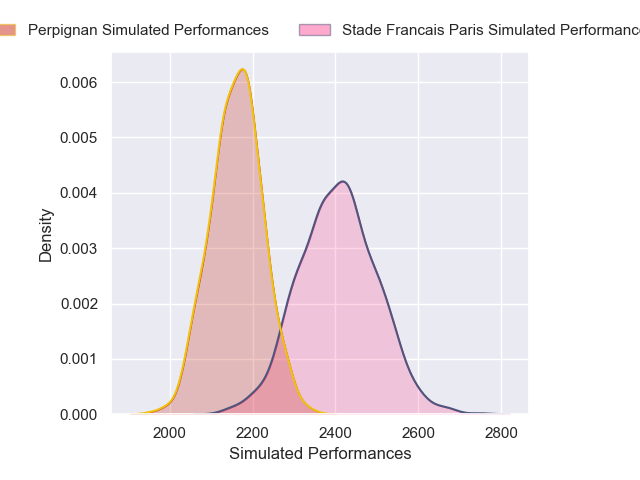 Perpignan Simulated Performances
Stade Francais Paris Simulated Performanc
0.006
0.005
0.004
0.003
0.002
0.001
0.000
Density
2000 2200 2400 2600 2800
Simulated Performances